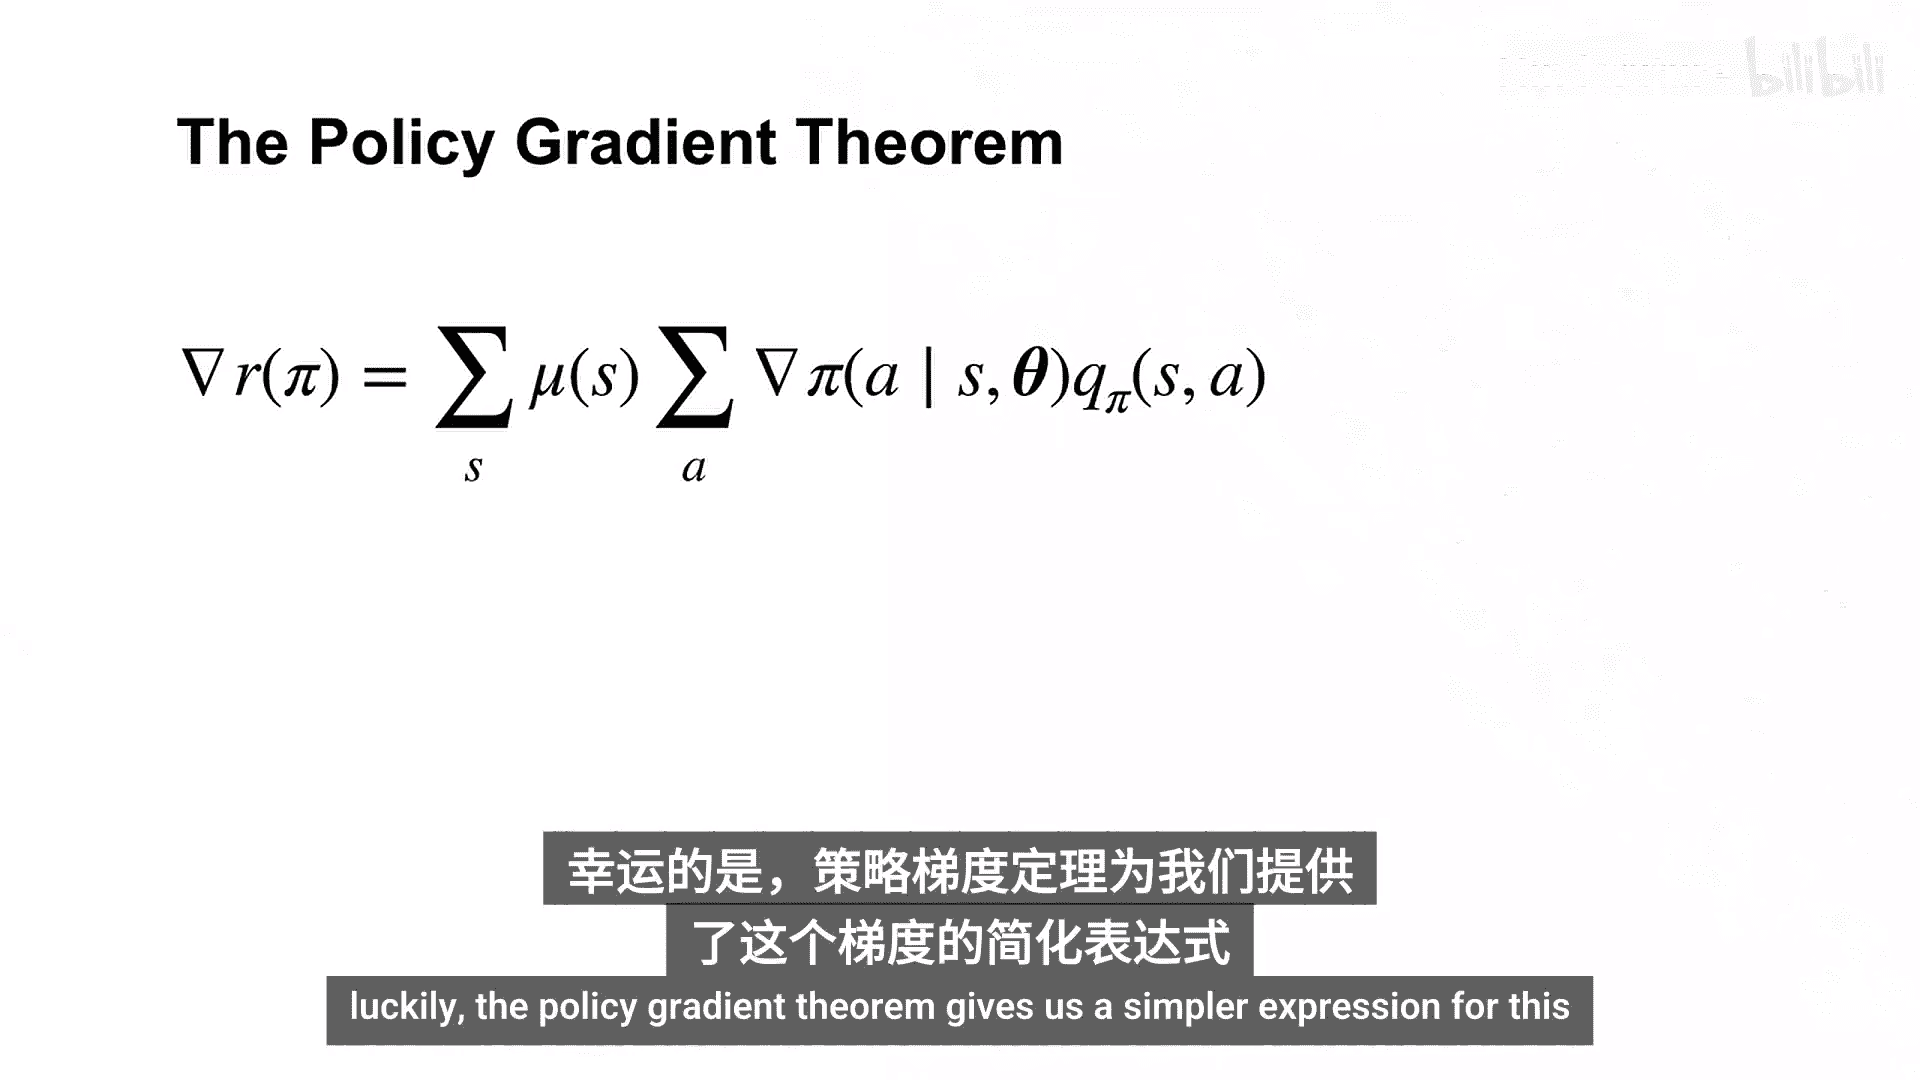 bilibili
The Policy Gradient Theorem
∇r(π) = ∑_s μ(s) ∑_a ∇π(a | s, θ)q_π(s, a)
幸运的是，策略梯度定理为我们提供
了这个梯度的简化表达式
luckily, the policy gradient theorem gives us a simpler expression for this